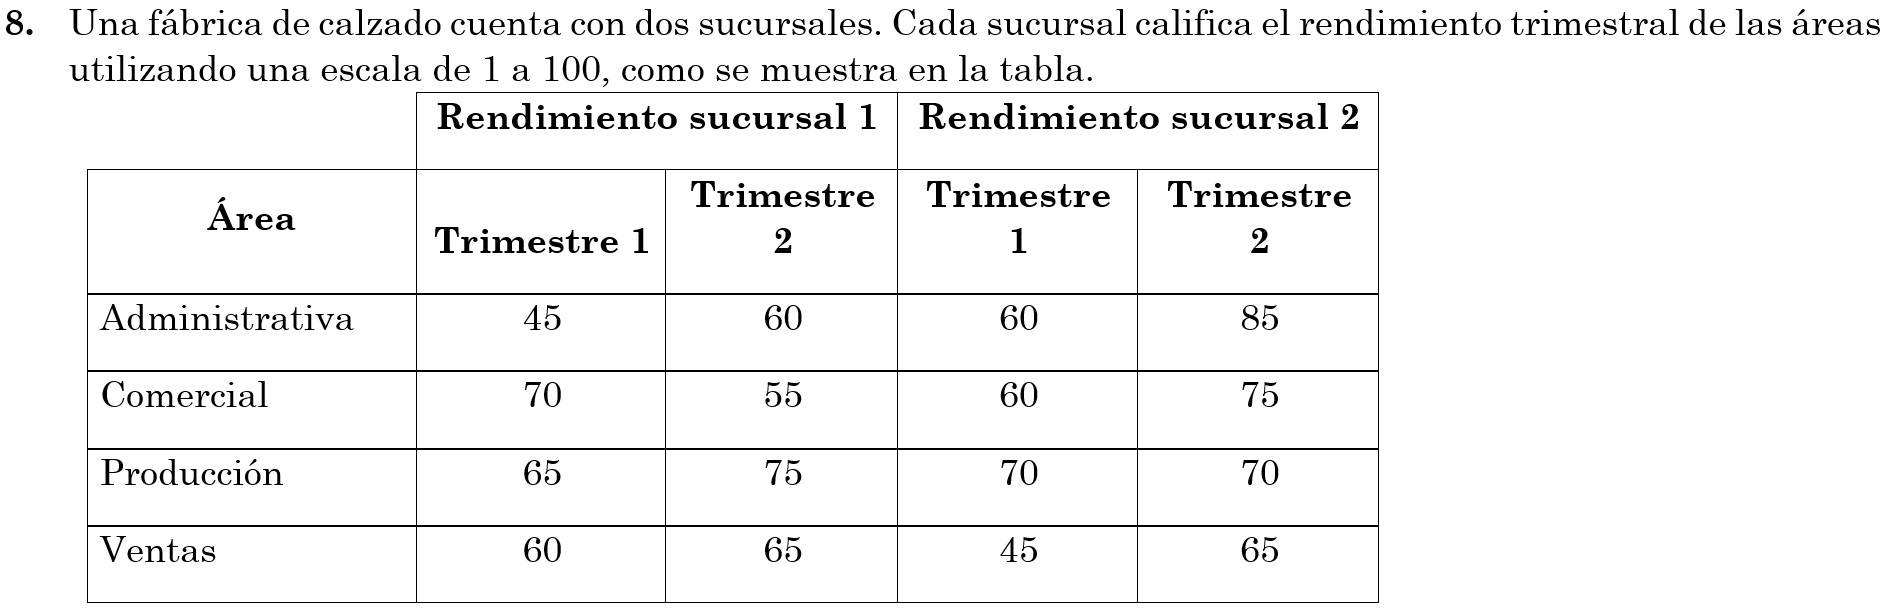 8. Una fábrica de calzado cuenta con dos sucursales. Cada sucursal califica el rendimiento trimestral de las áreas
utilizando una escala de 1 a 100, como se muestra en la tabla.
Rendimiento sucursal 1 Rendimiento sucursal 2
Área Trimestre 1 Trimestre 2 Trimestre 1 Trimestre 2
Administrativa 45 60 60 85
Comercial 70 55 60 75
Producción 65 75 70 70
Ventas 60 65 45 65